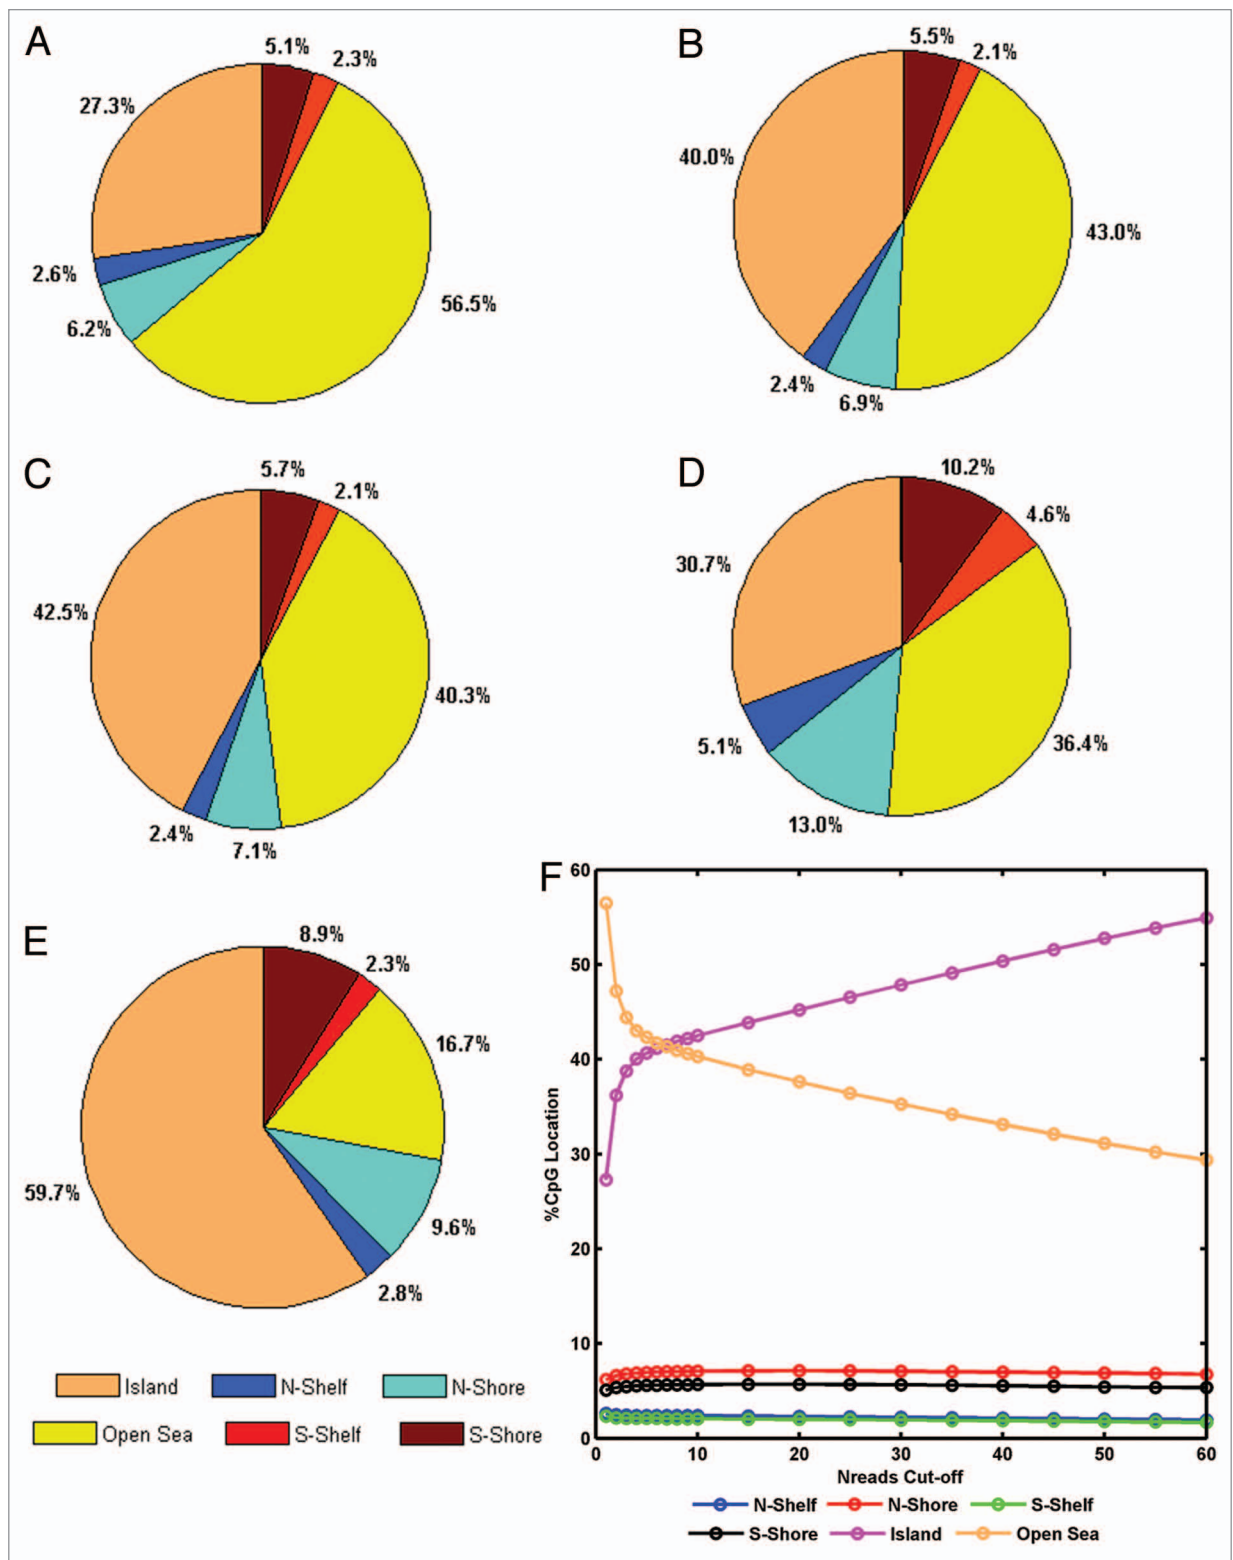 A
5.1%
2.3%
27.3%
2.6%
6.2%
56.5%
B
5.5%
2.1%
40.0%
43.0%
2.4%
6.9%
C
5.7%
2.1%
42.5%
40.3%
2.4%
7.1%
D
10.2%
4.6%
30.7%
5.1%
36.4%
13.0%
E
8.9%
2.3%
16.7%
59.7%
9.6%
2.8%
Island N-Shelf N-Shore
Open Sea S-Shelf S-Shore
F
60
50
40
30
20
10
0
%CpG Location
0 10 20 30 40 50 60
Nreads Cut-off
N-Shelf N-Shore S-Shelf
S-Shore Island Open Sea